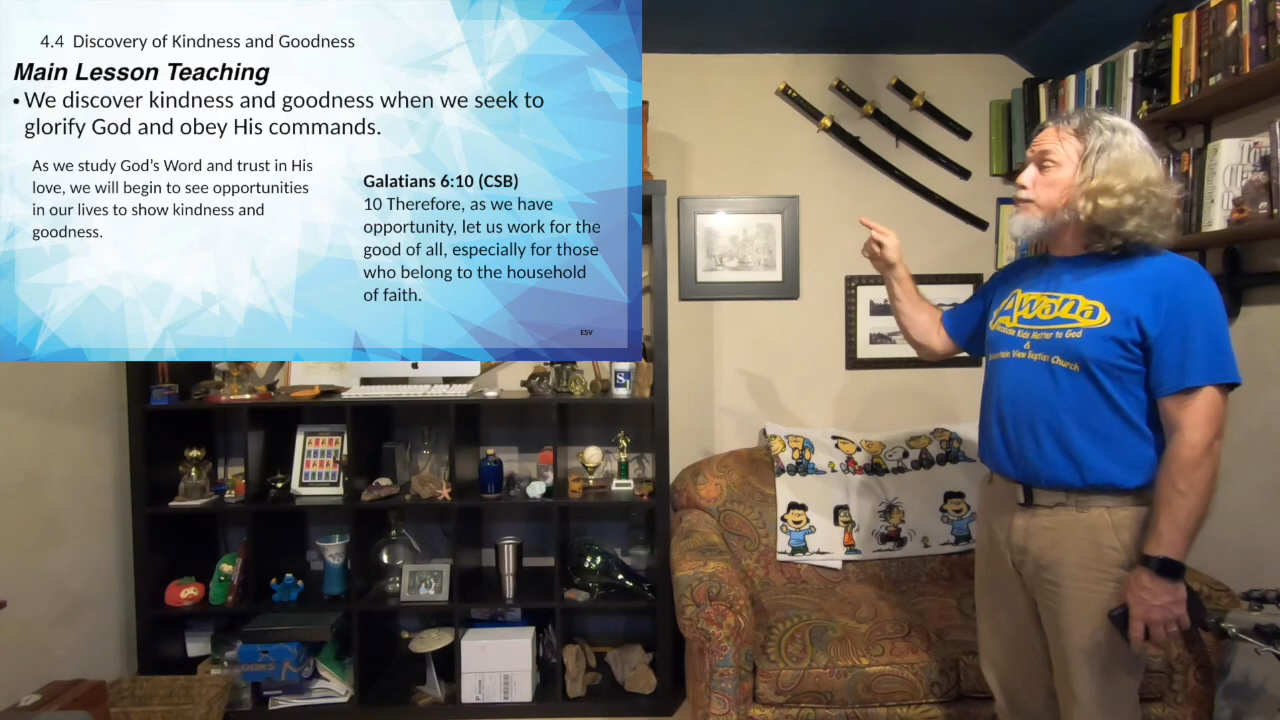 4.4 Discovery of Kindness and Goodness
Main Lesson Teaching
• We discover kindness and goodness when we seek to
glorify God and obey His commands.
As we study God's Word and trust in His
love, we will begin to see opportunities
in our lives to show kindness and
goodness.
Galatians 6:10 (CSB)
10 Therefore, as we have
opportunity, let us work for the
good of all, especially for those
who belong to the household
of faith.
ESV
Awana
Kids Matter to God
&
Mountain View Baptist Church